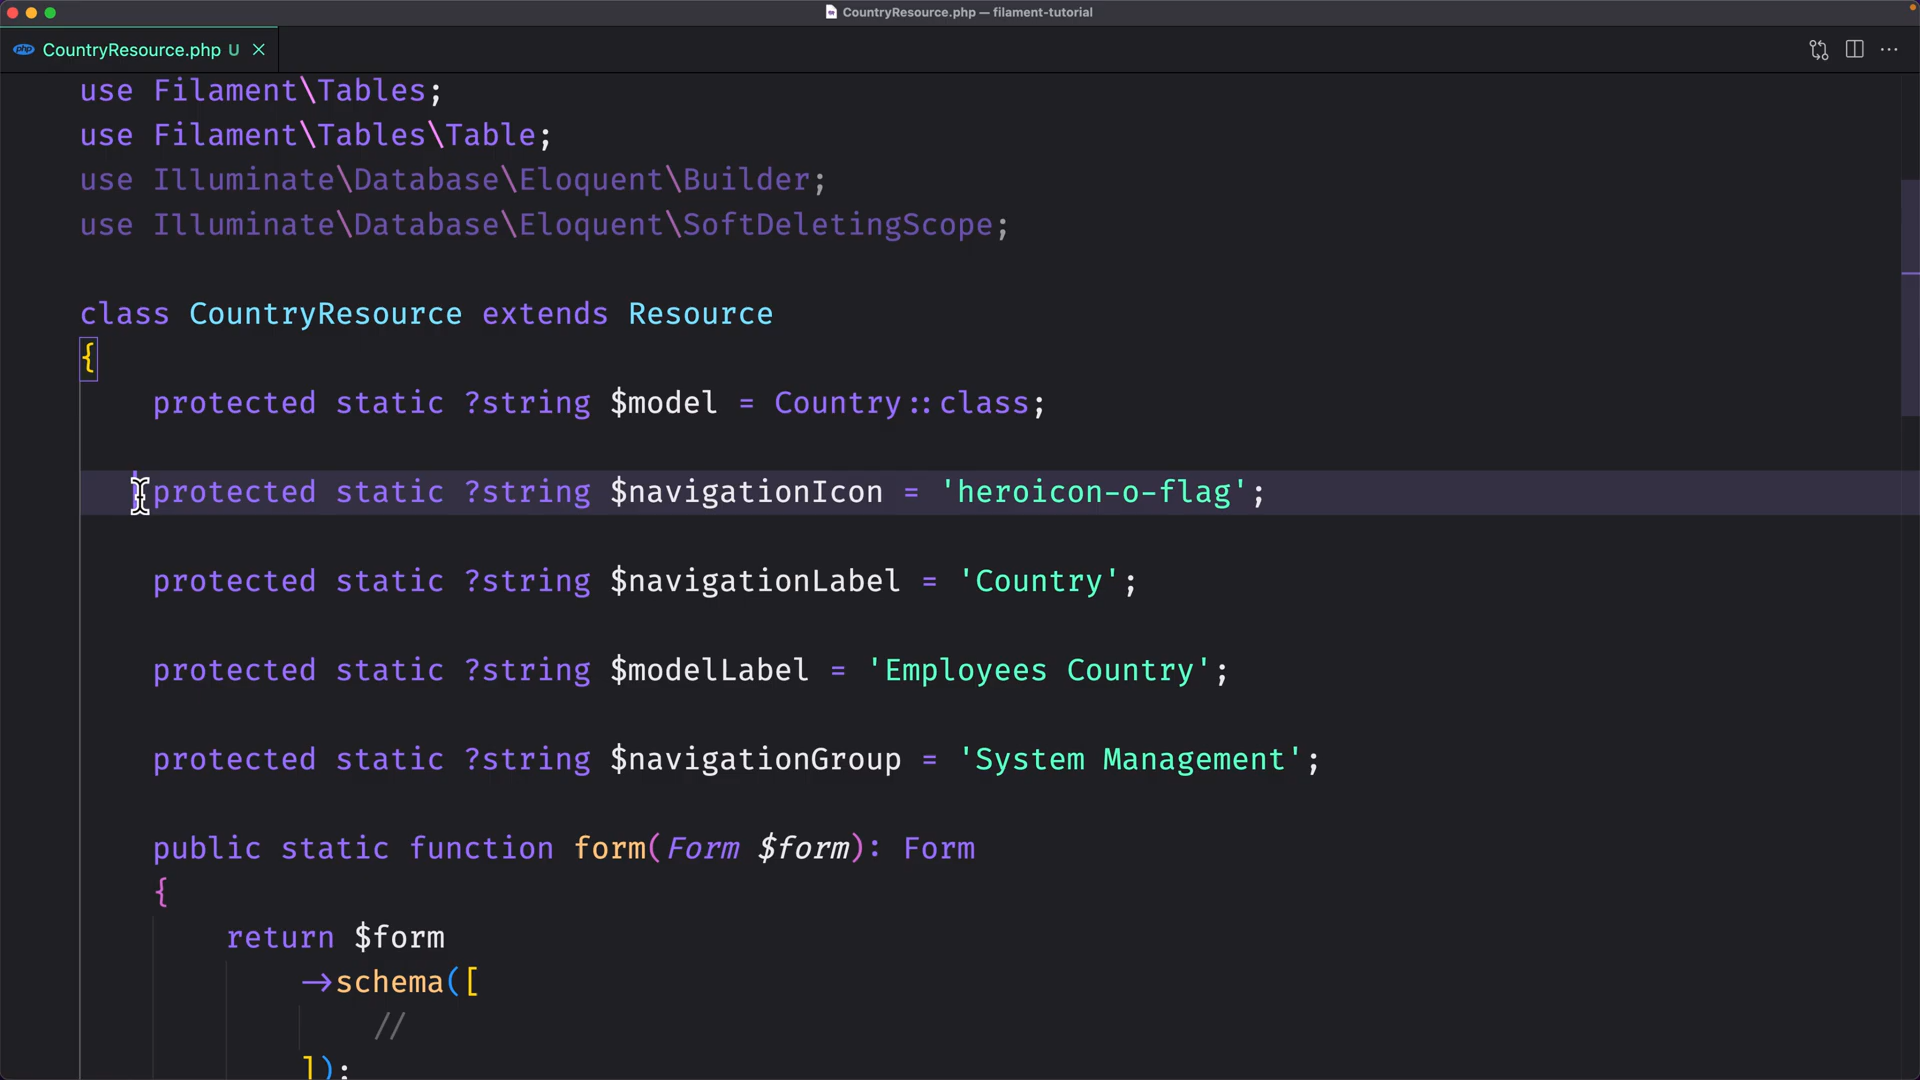 CountryResource.php — filament-tutorial
php CountryResource.php U
use Filament\Tables;
use Filament\Tables\Table;
use Illuminate\Database\Eloquent\Builder;
use Illuminate\Database\Eloquent\SoftDeletingScope;
class CountryResource extends Resource
{
protected static ?string $model = Country::class;
protected static ?string $navigationIcon = 'heroicon-o-flag';
protected static ?string $navigationLabel = 'Country';
protected static ?string $modelLabel = 'Employees Country';
protected static ?string $navigationGroup = 'System Management';
public static function form(Form $form): Form
{
return $form
->schema([
//
]);